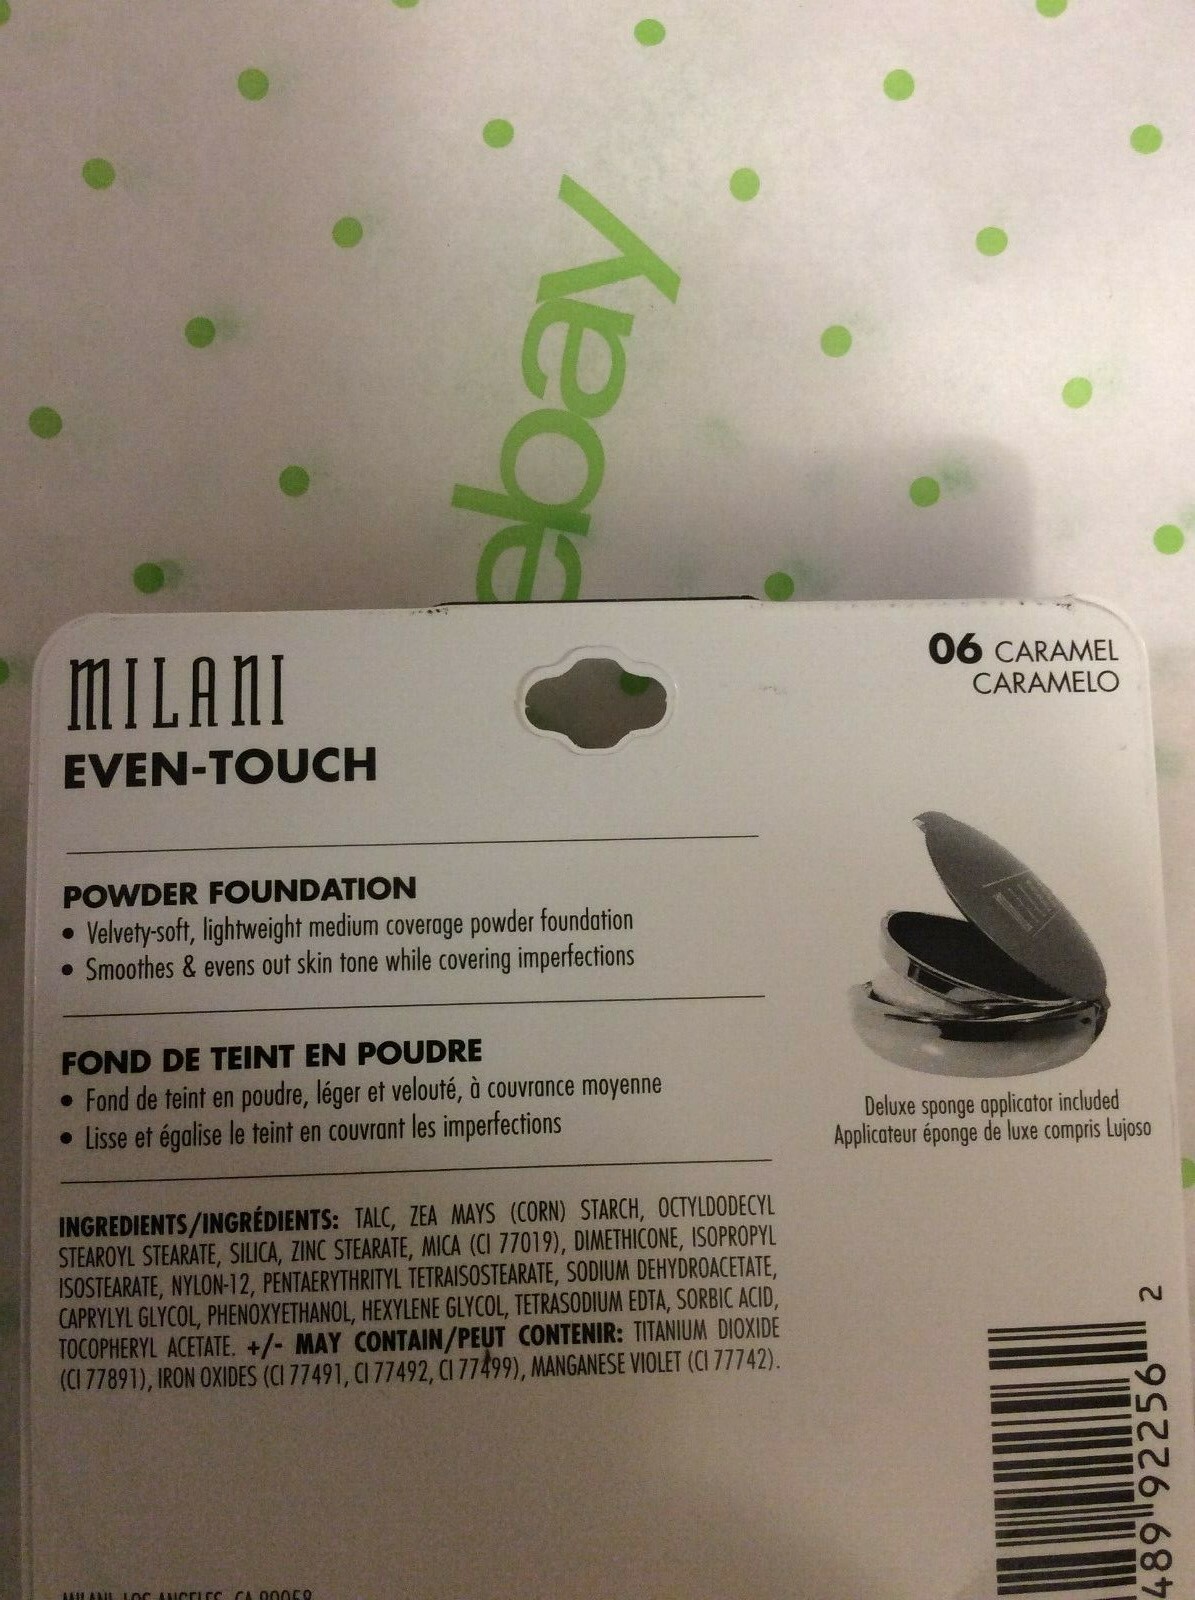 ebay
MILANI
EVEN-TOUCH
06 CARAMEL
CARAMELO
POWDER FOUNDATION
• Velvety-soft, lightweight medium coverage powder foundation
• Smoothes & evens out skin tone while covering imperfections
FOND DE TEINT EN POUDRE
• Fond de teint en poudre, léger et velouté, à couvrance moyenne
• Lisse et égalise le teint en couvrant les imperfections
Deluxe sponge applicator included
Applicateur éponge de luxe compris Lujoso
INGREDIENTS/INGRÉDIENTS: TALC, ZEA MAYS (CORN) STARCH, OCTYLDODECYL
STEAROYL STEARATE, SILICA, ZINC STEARATE, MICA (CI 77019), DIMETHICONE, ISOPROPYL
ISOSTEARATE, NYLON-12, PENTAERYTHRITYL TETRAISOSTEARATE, SODIUM DEHYDROACETATE,
CAPRYLYL GLYCOL, PHENOXYETHANOL, HEXYLENE GLYCOL, TETRASODIUM EDTA, SORBIC ACID,
TOCOPHERYL ACETATE. +/- MAY CONTAIN/PEUT CONTENIR: TITANIUM DIOXIDE
(CI 77891), IRON OXIDES (CI 77491, CI 77492, CI 77499), MANGANESE VIOLET (CI 77742).
489 92256 2
MILANI, LOS ANGELES, CA 90058